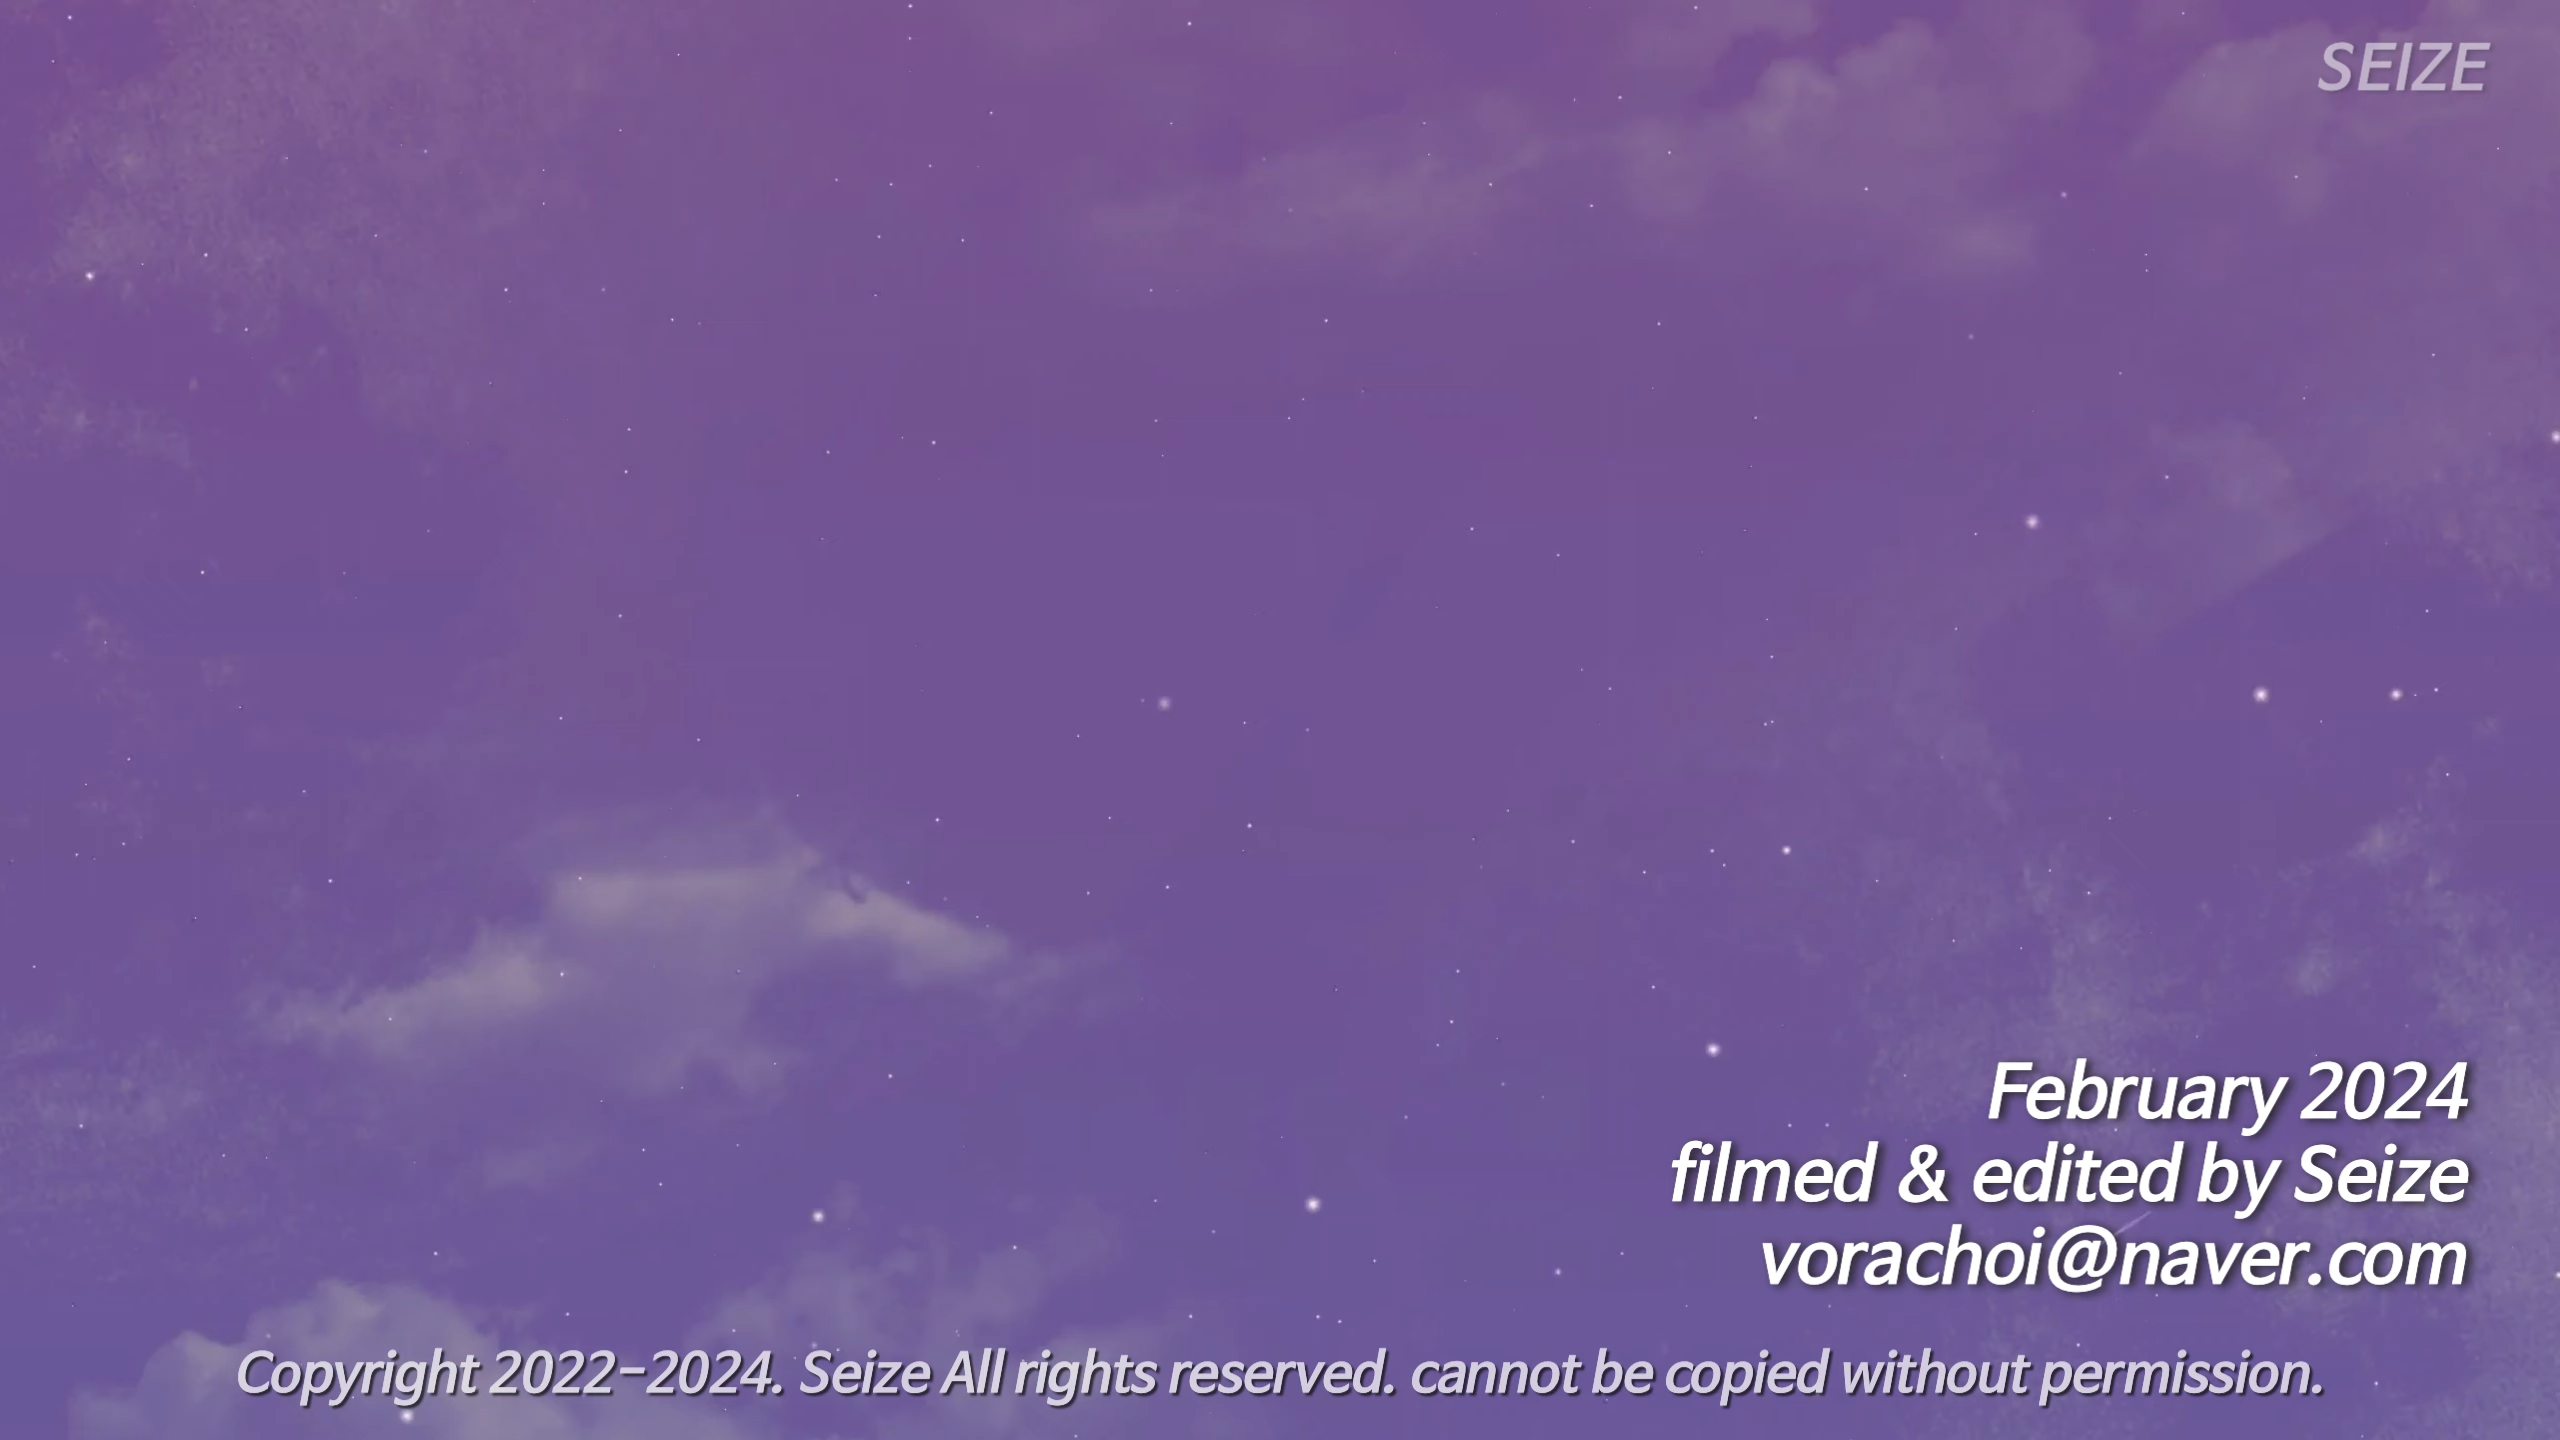 SEIZE
February 2024
filmed & edited by Seize
vorachoi@naver.com
Copyright 2022-2024. Seize All rights reserved. cannot be copied without permission.